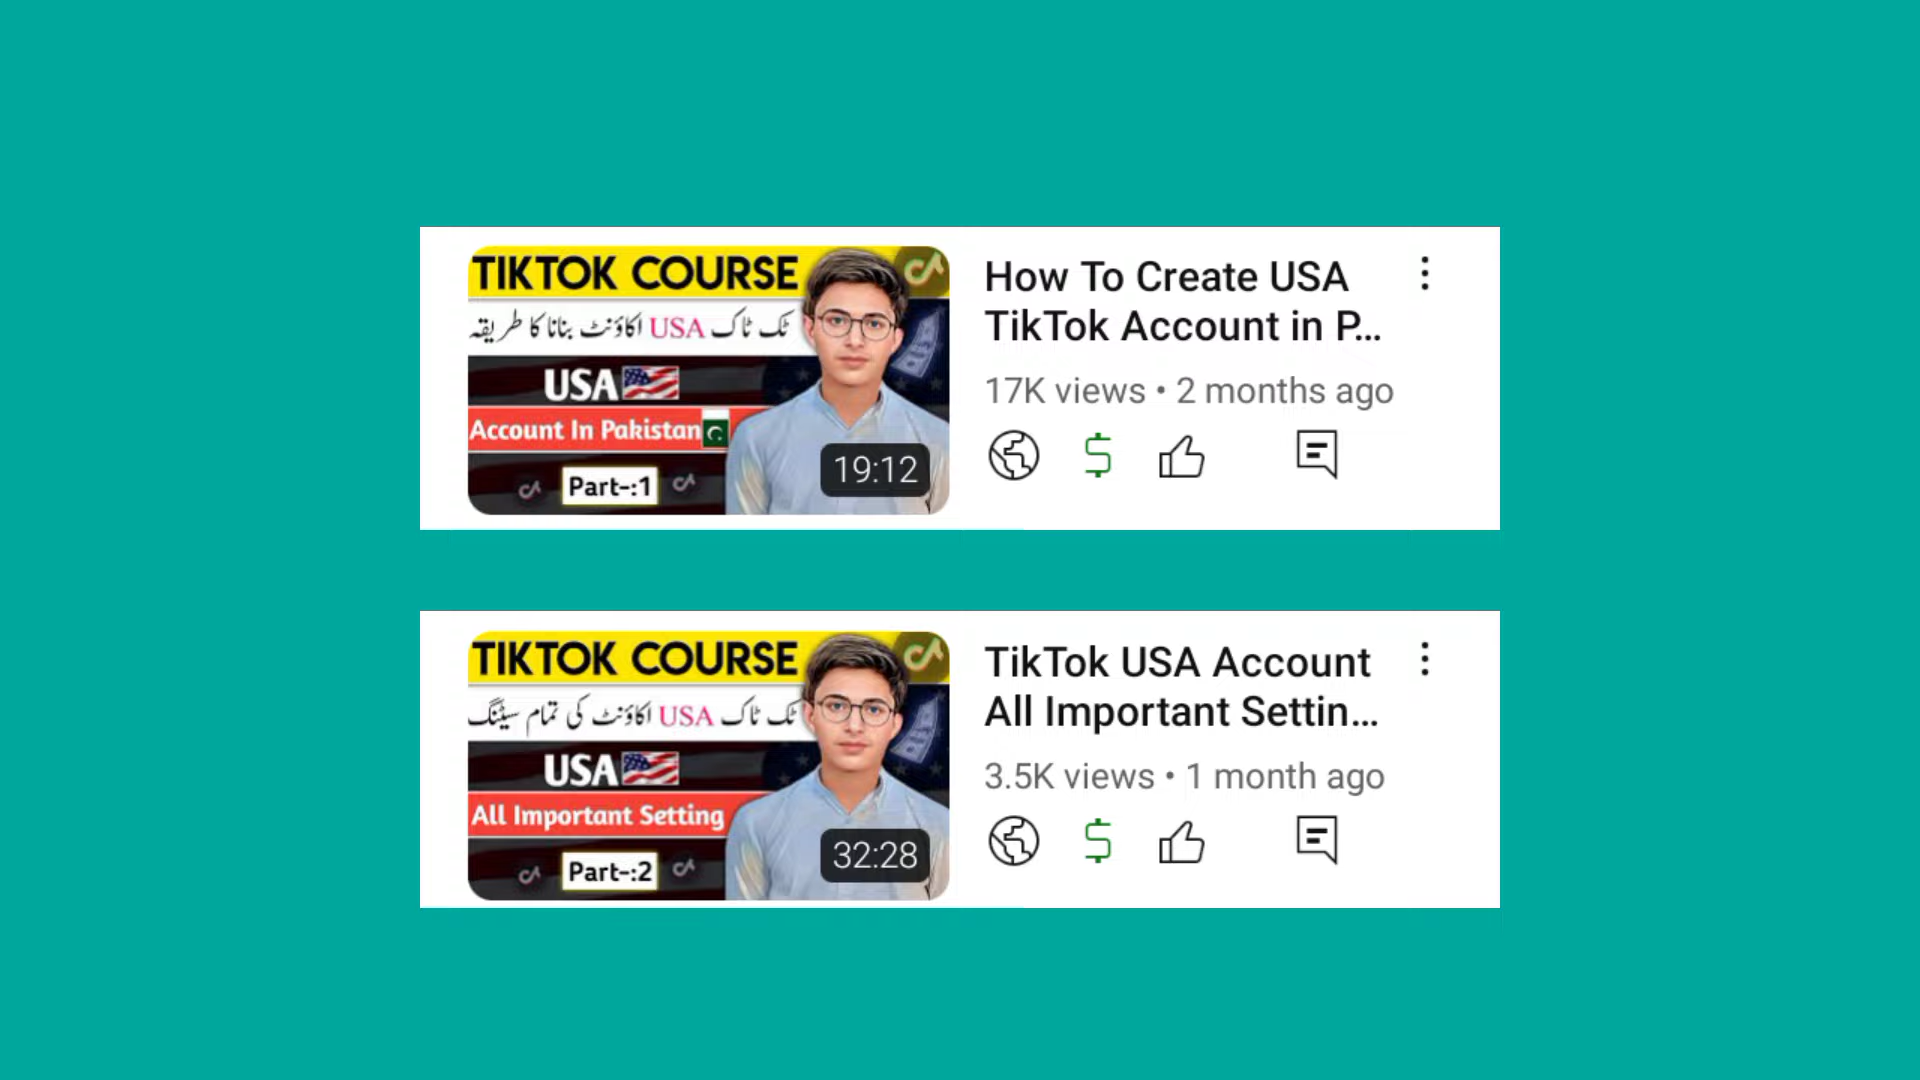 TIKTOK COURSE
ٹک ٹاک USA اکاؤنٹ بنانا کا طریقہ
USA
Account In Pakistan
Part-:1
19:12
How To Create USA
TikTok Account in P...
17K views • 2 months ago
TIKTOK COURSE
ٹک ٹاک USA اکاؤنٹ کی تمام سیٹنگ
USA
All Important Setting
Part-:2
32:28
TikTok USA Account
All Important Settin...
3.5K views • 1 month ago